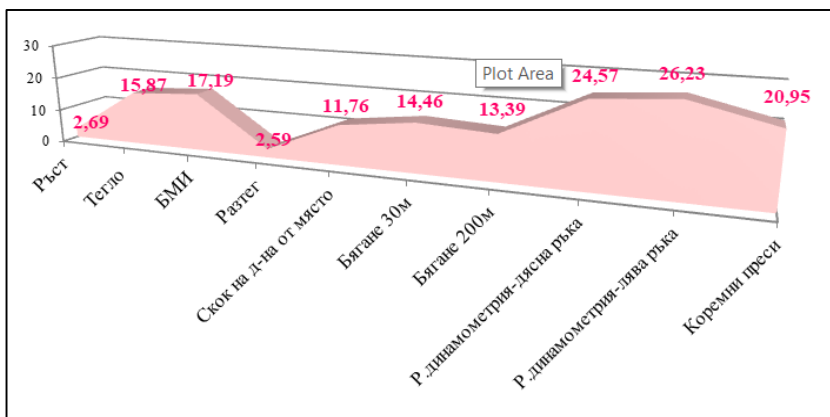 30
20
10
0
2,69
15,87
17,19
2,59
11,76
14,46
13,39
24,57
26,23
20,95
Plot Area
Ръст
Тегло
БМИ
Разтег
Скок на д-на от място
Бягане 30м
Бягане 200м
Р.динамометрия-дясна ръка
Р.динамометрия-лява ръка
Коремни преси